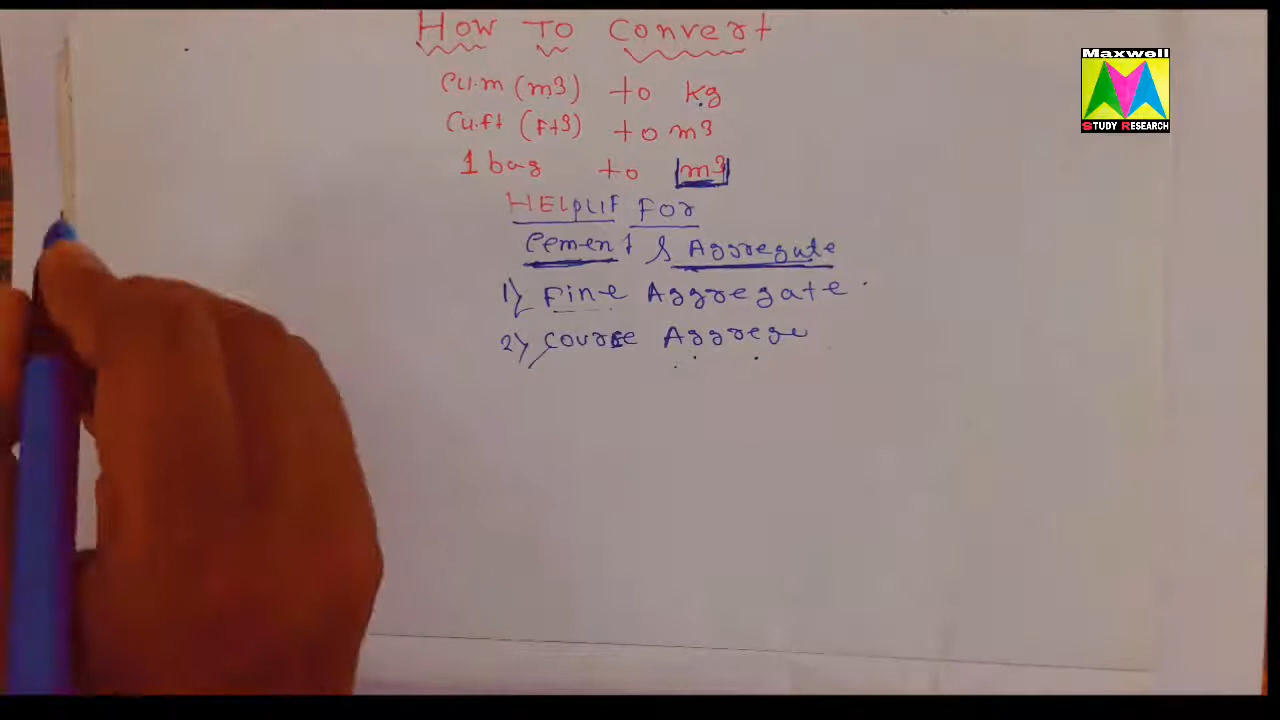 How To Convert
Cu.m (m3) to kg
Cu.ft (ft3) to m3
1 bag to m3
HELPLIF For
Cement & Aggregate
1) Fine Aggregate
2) Course Aggrege
Maxwell
STUDY RESEARCH